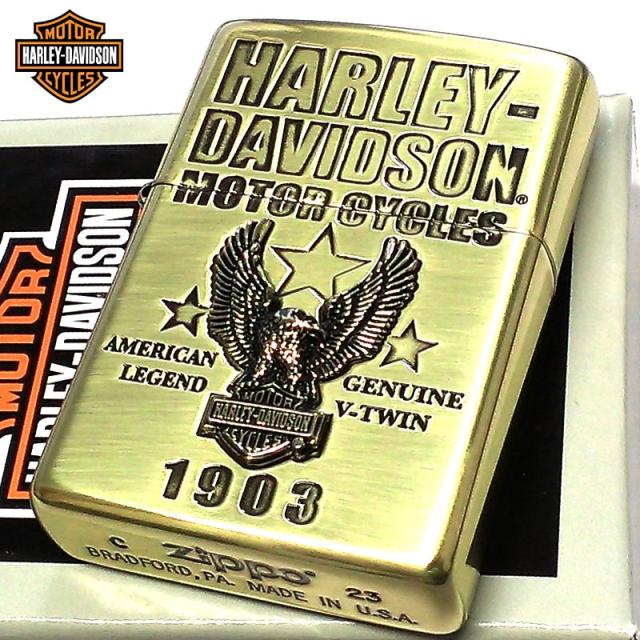 MOTOR
HARLEY-DAVIDSON
CYCLES
HARLEY-
DAVIDSON®
MOTOR CYCLES
AMERICAN
LEGEND
GENUINE
V-TWIN
MOTOR
HARLEY-DAVIDSON
CYCLES
1903
C zippo 23
BRADFORD, PA. MADE IN U.S.A.
MOTOR
HARLEY-DAVIDSON